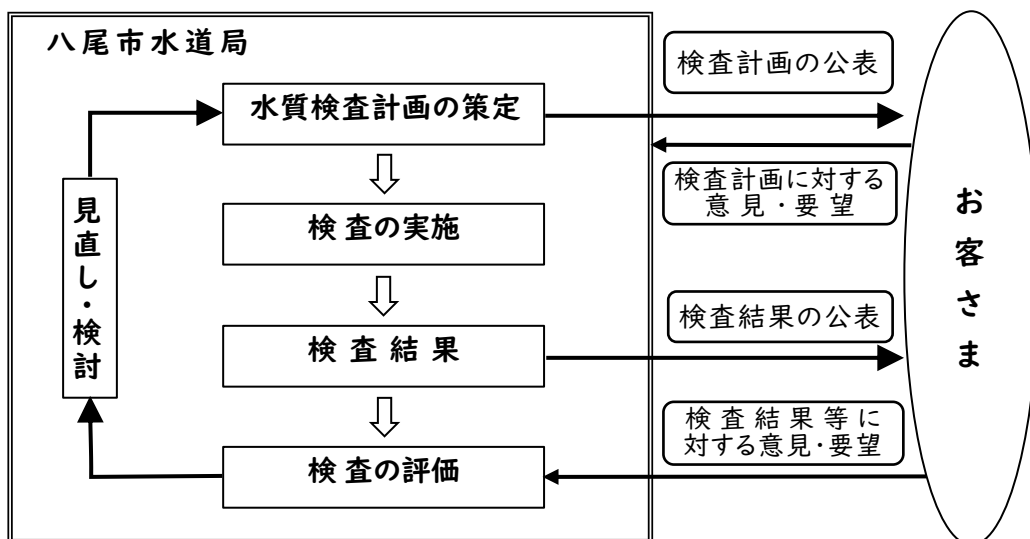 八尾市水道局
水質検査計画の策定
検査の実施
検査結果
検査の評価
見直し・検討
検査計画の公表
検査計画に対する
意見・要望
検査結果の公表
検査結果等に
対する意見・要望
お客さま